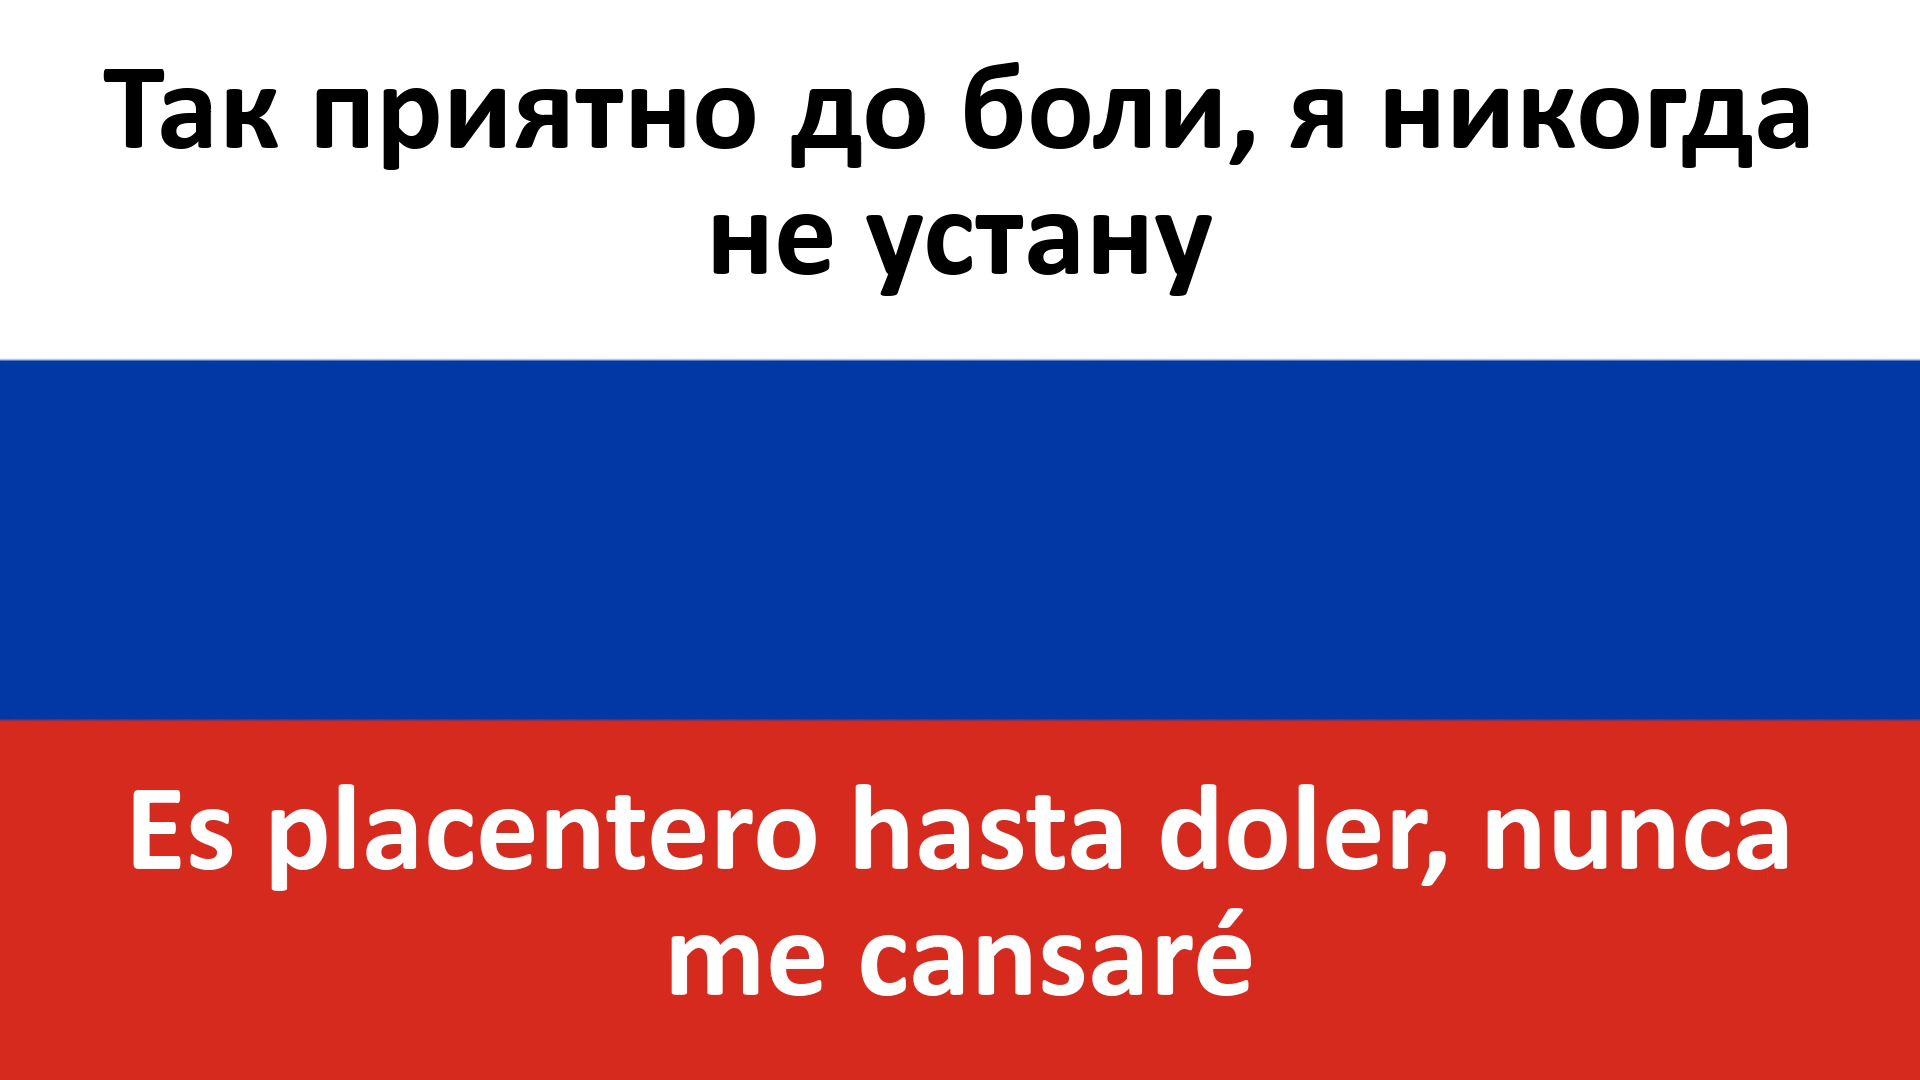 Так приятно до боли, я никогда
не устану
Es placentero hasta doler, nunca
me cansaré